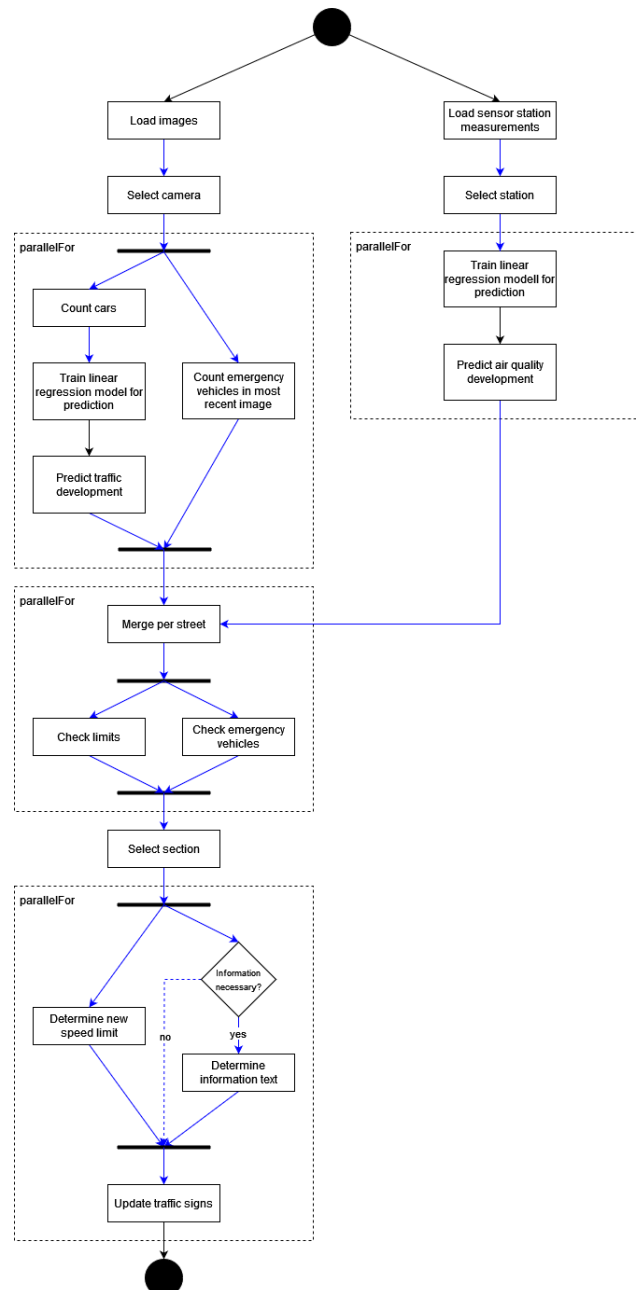 Load images
Load sensor station
measurements
Select camera
Select station
parallelFor
parallelFor
Count cars
Train linear
regression modell for
prediction
Train linear
regression model for
prediction
Count emergency
vehicles in most
recent image
Predict air quality
development
Predict traffic
development
parallelFor
Merge per street
Check limits
Check emergency
vehicles
Select section
parallelFor
Information
necessary?
Determine new
speed limit
no
yes
Determine
information text
Update traffic signs